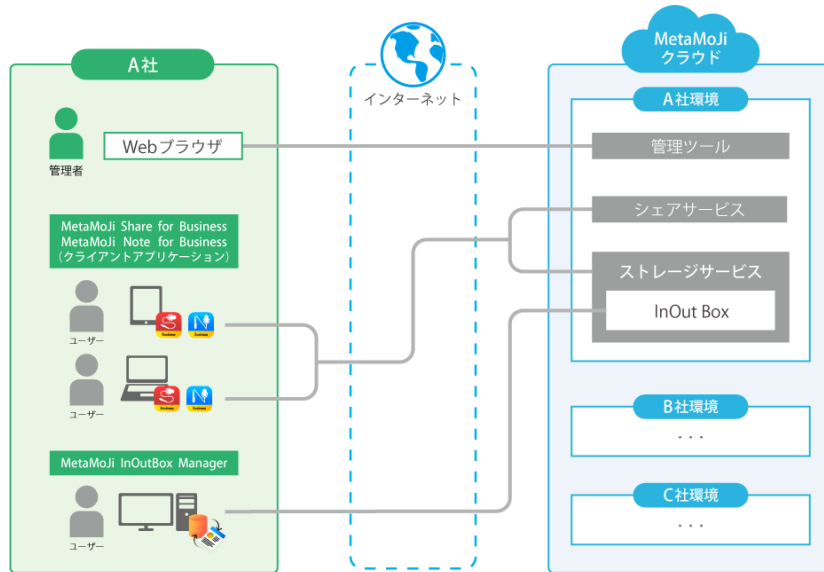 A社
管理者
Webブラウザ
MetaMoJi Share for Business
MetaMoJi Note for Business
(クライアントアプリケーション)
ユーザー
Business
Business
ユーザー
Business
Business
MetaMoJi InOutBox Manager
ユーザー
インターネット
MetaMoJi
クラウド
A社環境
管理ツール
シェアサービス
ストレージサービス
InOut Box
B社環境
・・・
C社環境
・・・